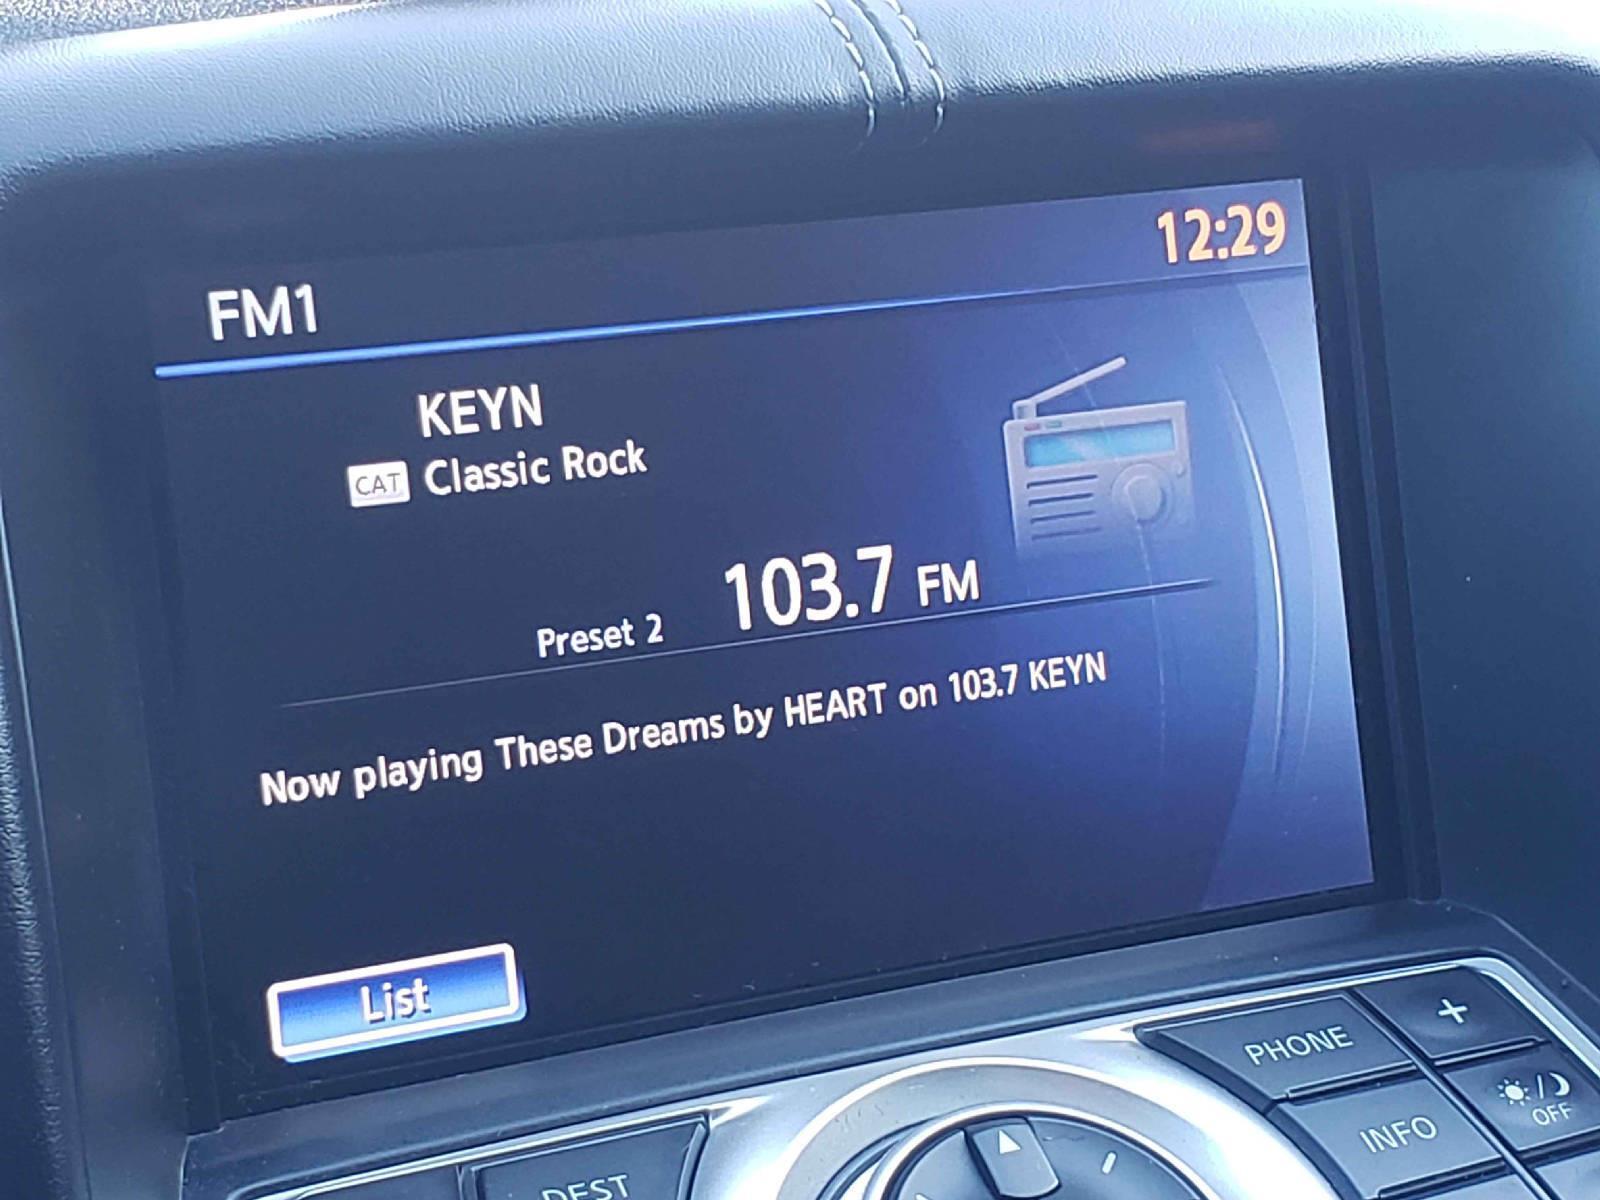 12:29
FM1
KEYN
CAT Classic Rock
Preset 2 103.7 FM
Now playing These Dreams by HEART on 103.7 KEYN
List
PHONE +
INFO OFF
DEST